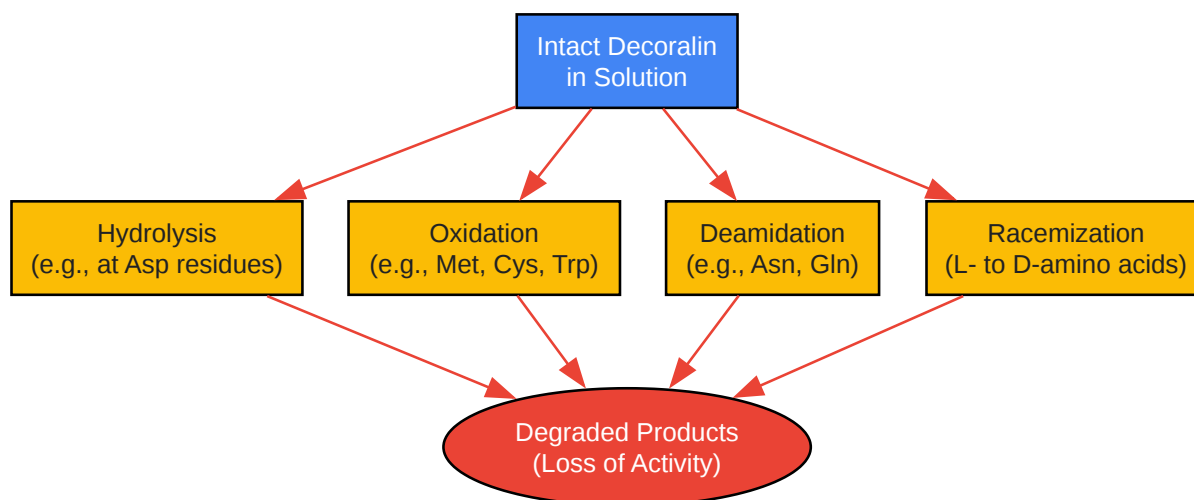 Intact Decoralin
in Solution
Hydrolysis
(e.g., at Asp residues)
Oxidation
(e.g., Met, Cys, Trp)
Deamidation
(e.g., Asn, Gln)
Racemization
(L- to D-amino acids)
Degraded Products
(Loss of Activity)